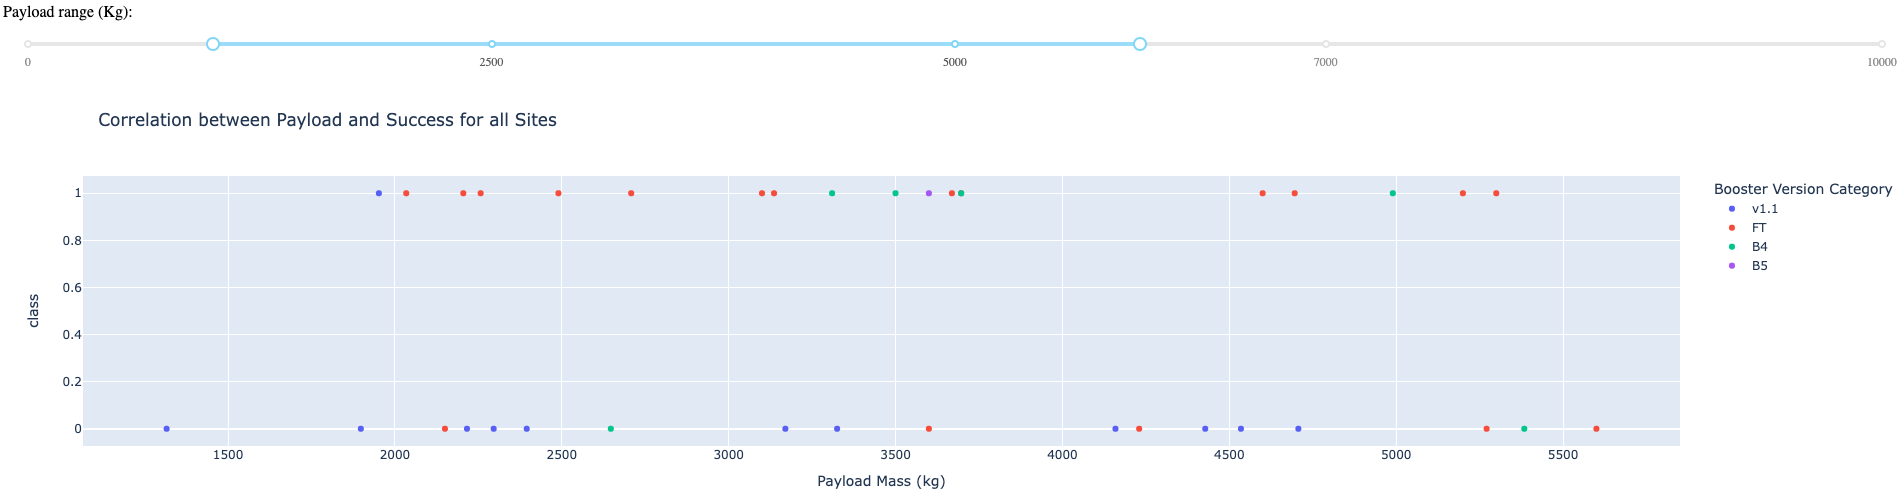 Payload range (Kg):
0 2500 5000 7000 10000
Correlation between Payload and Success for all Sites
Booster Version Category
v1.1
FT
B4
B5
1
0.8
0.6
0.4
0.2
0
class
1500 2000 2500 3000 3500 4000 4500 5000 5500
Payload Mass (kg)